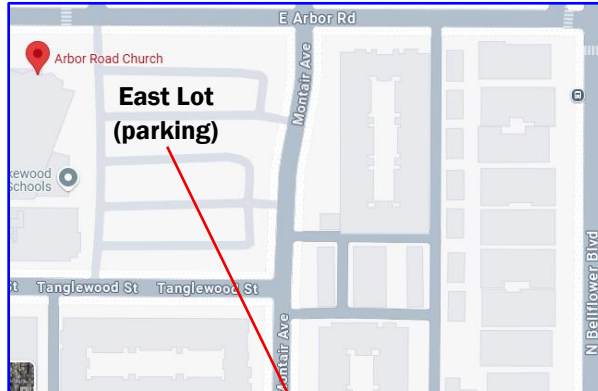 E Arbor Rd
Arbor Road Church
East Lot
(parking)
Montair Ave
kewood
Schools
N Bellflower Blvd
St
Tanglewood St
Tanglewood St
Montair Ave